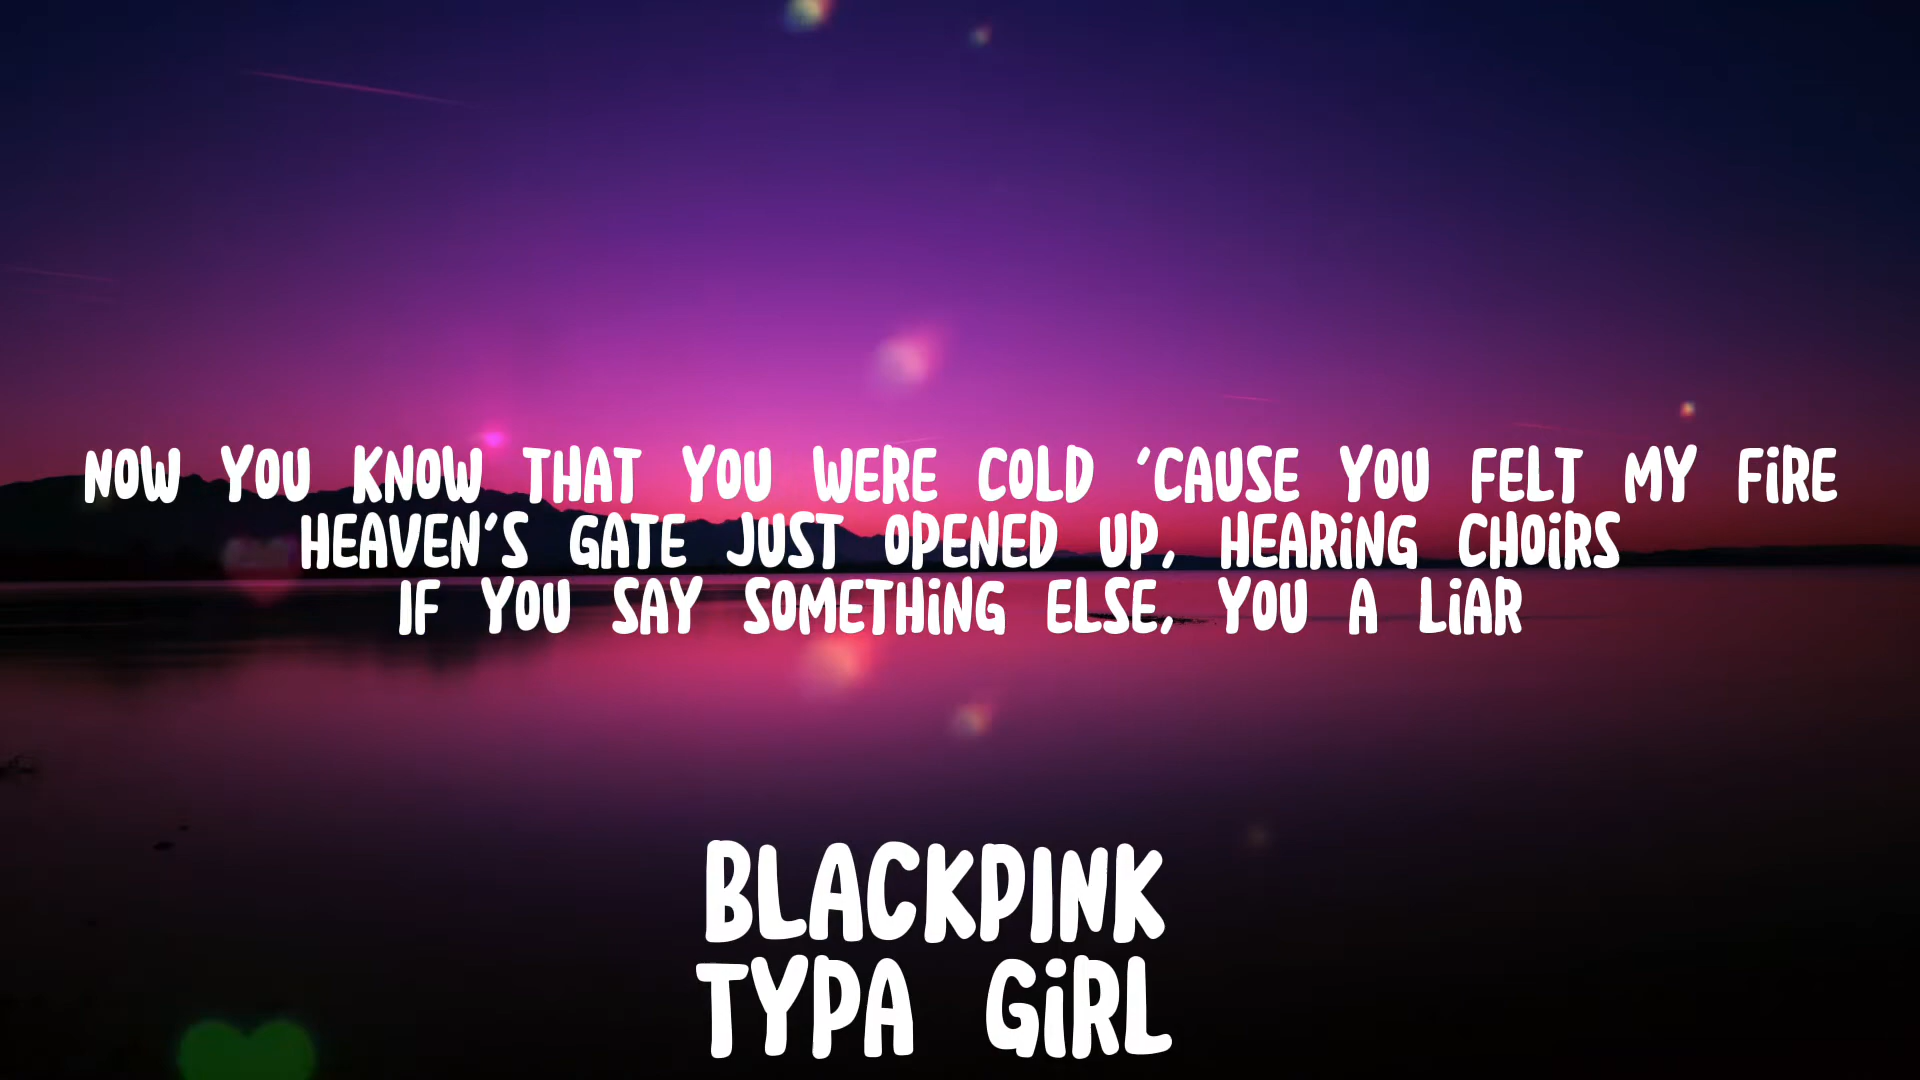 NOW YOU KNOW THAT YOU WERE COLD 'CAUSE YOU FELT MY FIRE
HEAVEN'S GATE JUST OPENED UP, HEARING CHOIRS
IF YOU SAY SOMETHING ELSE, YOU A LIAR
BLACKPINK
TYPA GIRL